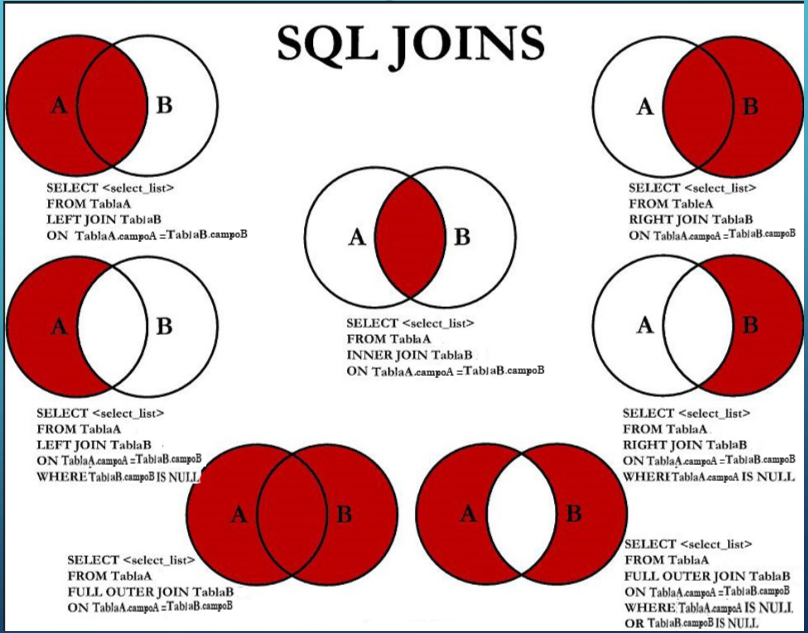 SQL JOINS
A B
SELECT <select_list>
FROM TablaA
LEFT JOIN TablaB
ON TablaA.campoA =TablaB.campoB
A B
SELECT <select_list>
FROM TableA
RIGHT JOIN TablaB
ON TablaA.campoA =TablaB.campoB
A B
SELECT <select_list>
FROM TablaA
INNER JOIN TablaB
ON TablaA.campoA =TablaB.campoB
A B
SELECT <select_list>
FROM TablaA
LEFT JOIN TablaB
ON TablaA.campoA =TablaB.campoB
WHERE TablaB.campoB IS NULL
A B
SELECT <select_list>
FROM TablaA
RIGHT JOIN TablaB
ON TablaA.campoA =TablaB.campoB
WHERE TablaA.campoA IS NULL
A B
SELECT <select_list>
FROM TablaA
FULL OUTER JOIN TablaB
ON TablaA.campoA =TablaB.campoB
A B
SELECT <select_list>
FROM TablaA
FULL OUTER JOIN TablaB
ON TablaA.campoA =TablaB.campoB
WHERE TablaA.campoA IS NULL
OR TablaB.campoB IS NULL